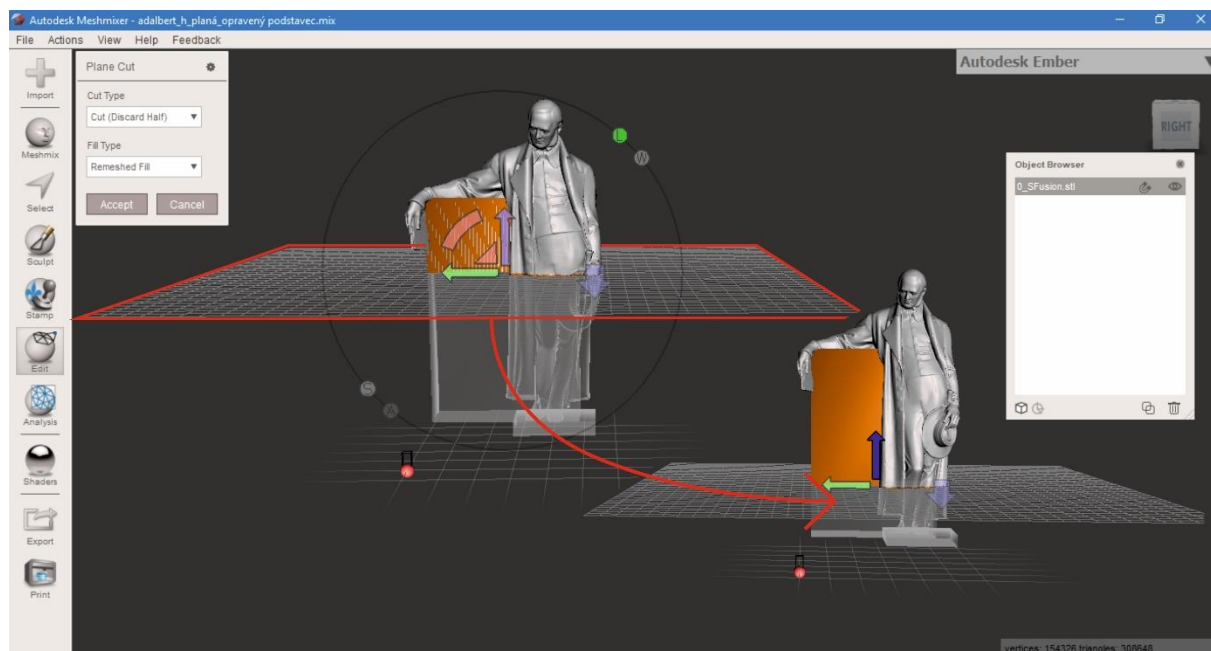 Autodesk Meshmixer - adalbert_h_planá_opravený podstavec.mix
File Actions View Help Feedback
Import
Meshmix
Select
Sculpt
Stamp
Edit
Analysis
Shaders
Export
Print
Plane Cut
Cut Type
Cut (Discard Half)
Fill Type
Remeshed Fill
Accept Cancel
L
W
S
A
Autodesk Ember
RIGHT
Object Browser
0_SFusion.stl
vertices: 154326 triangles: 308648